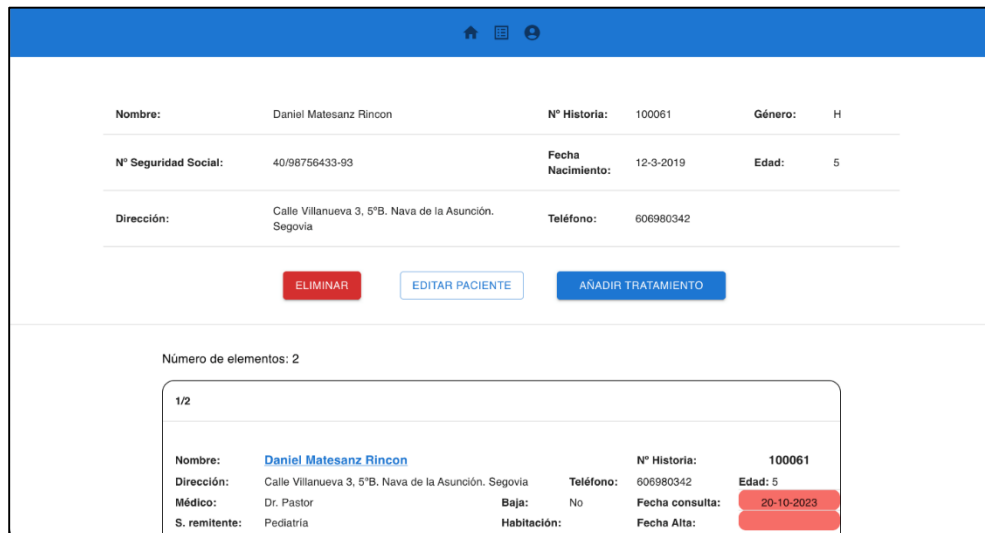 Nombre: Daniel Matesanz Rincon Nº Historia: 100061 Género: H
Nº Seguridad Social: 40/98756433-93 Fecha Nacimiento: 12-3-2019 Edad: 5
Dirección: Calle Villanueva 3, 5ºB. Nava de la Asunción. Segovia Teléfono: 606980342
ELIMINAR EDITAR PACIENTE AÑADIR TRATAMIENTO
Número de elementos: 2
1/2
Nombre: Daniel Matesanz Rincon Nº Historia: 100061
Dirección: Calle Villanueva 3, 5ºB. Nava de la Asunción. Segovia Teléfono: 606980342 Edad: 5
Médico: Dr. Pastor Baja: No Fecha consulta: 20-10-2023
S. remitente: Pediatría Habitación: Fecha Alta: